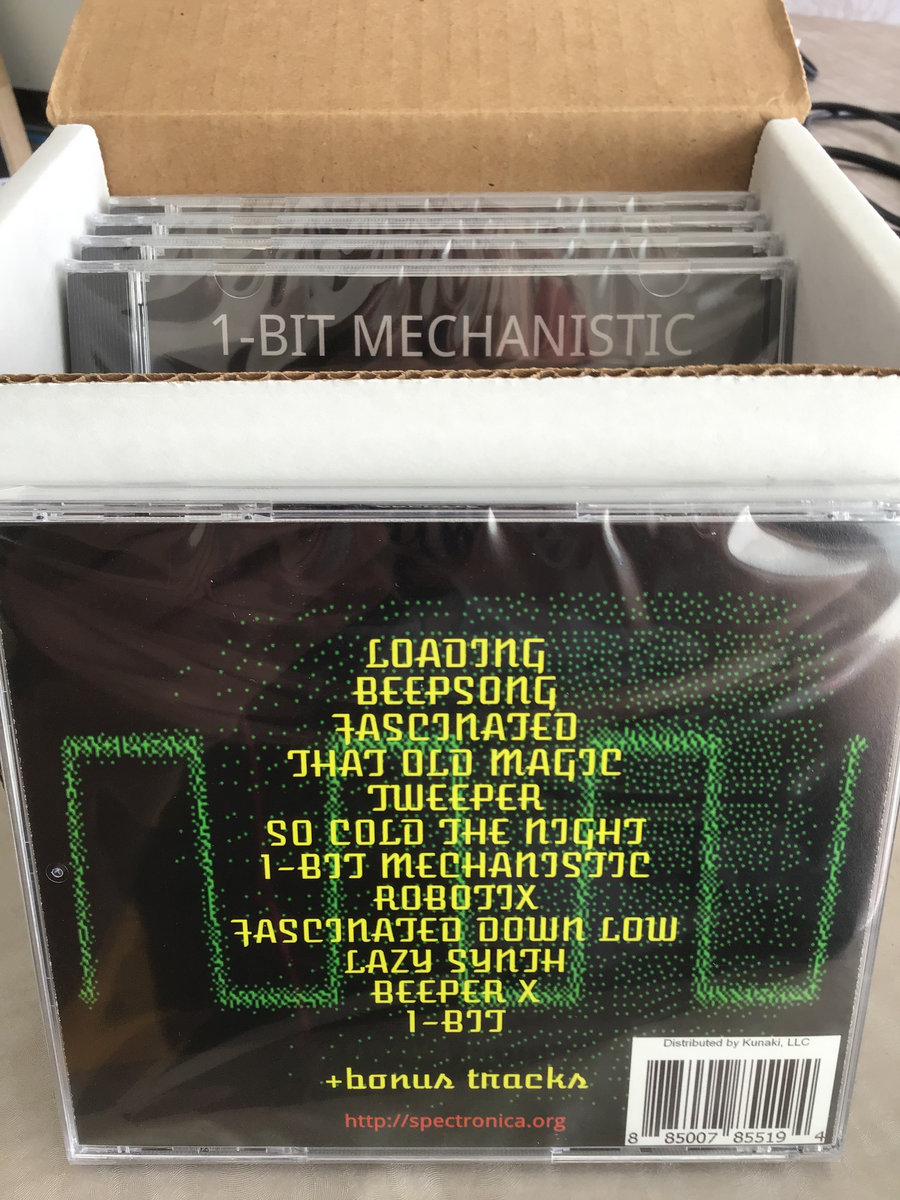 1-BIT MECHANISTIC
LOADING
BEEPSONG
FASCINATED
THAT OLD MAGIC
TWEEPER
SO COLD THE NIGHT
1-BIT MECHANISTIC
ROBOTIX
FASCINATED DOWN LOW
LAZY SYNTH
BEEPER X
1-BIT
+bonus tracks
http://spectronica.org
Distributed by Kunaki, LLC
8 85007 85519 4